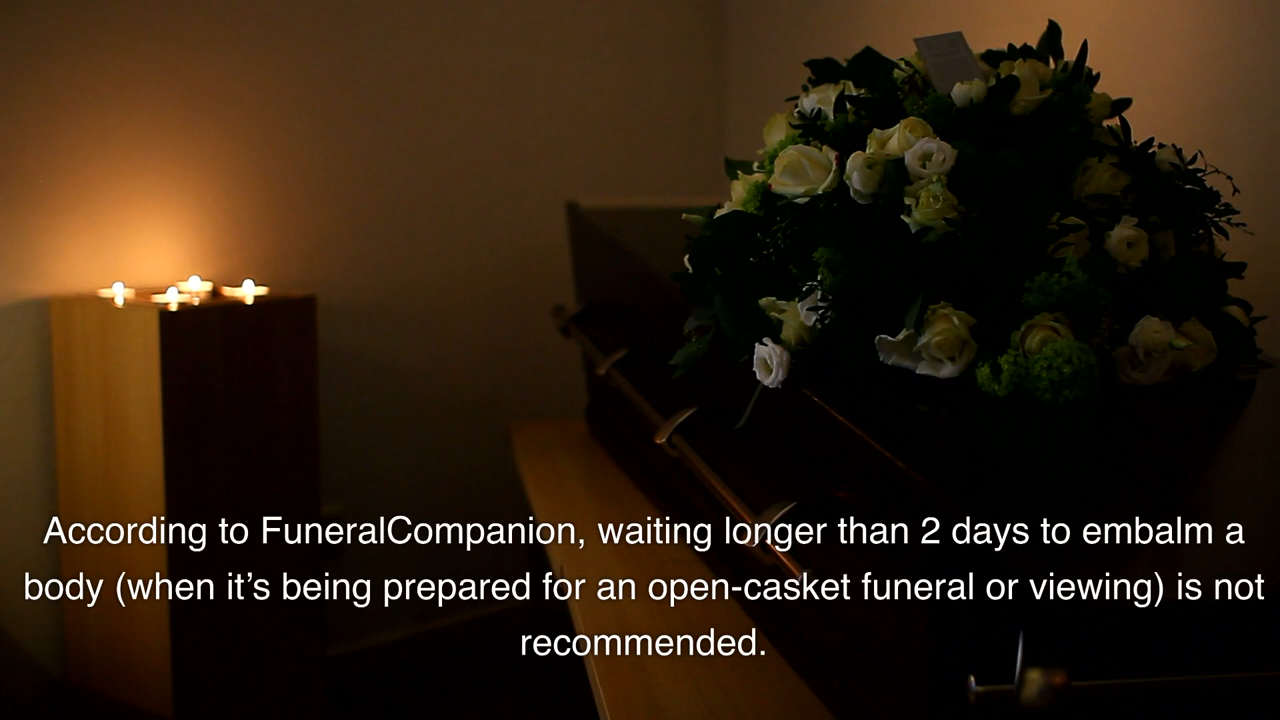 According to FuneralCompanion, waiting longer than 2 days to embalm a
body (when it’s being prepared for an open-casket funeral or viewing) is not
recommended.